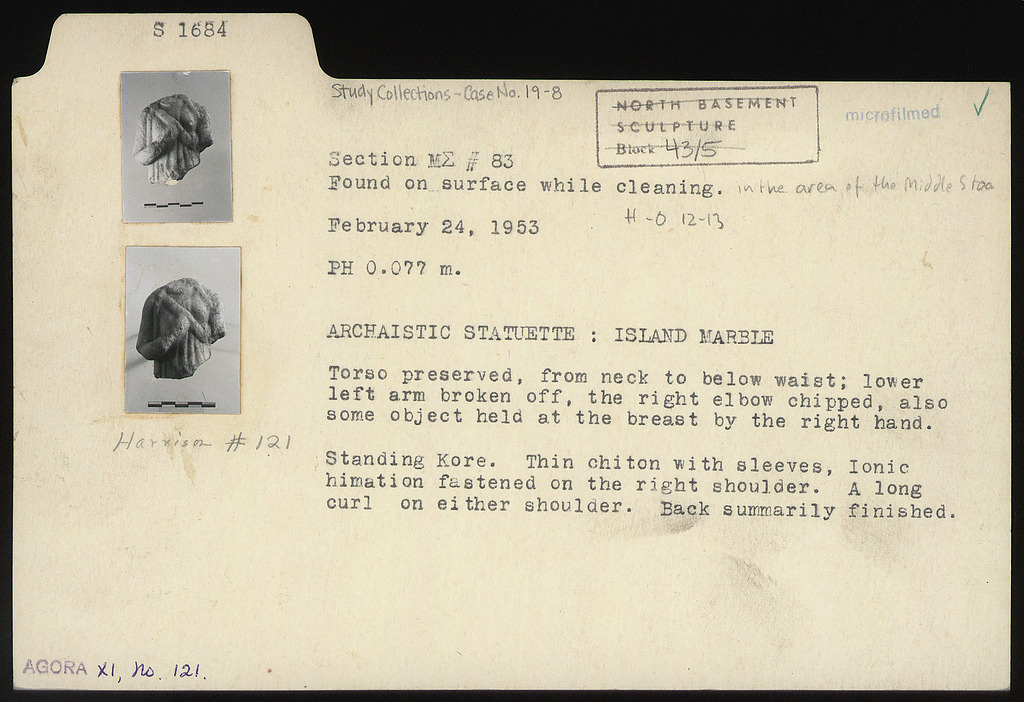 S 1684
Study Collections - Case No. 19-8
NORTH BASEMENT
SCULPTURE
Block 43/5
microfilmed ✓
Section ΜΣ # 83
Found on surface while cleaning. in the area of the Middle Stoa
H-O 12-13
February 24, 1953
PH 0.077 m.
ARCHAISTIC STATUETTE : ISLAND MARBLE
Torso preserved, from neck to below waist; lower
left arm broken off, the right elbow chipped, also
some object held at the breast by the right hand.
Harrison # 121
Standing Kore. Thin chiton with sleeves, Ionic
himation fastened on the right shoulder. A long
curl on either shoulder. Back summarily finished.
AGORA XI, No. 121.